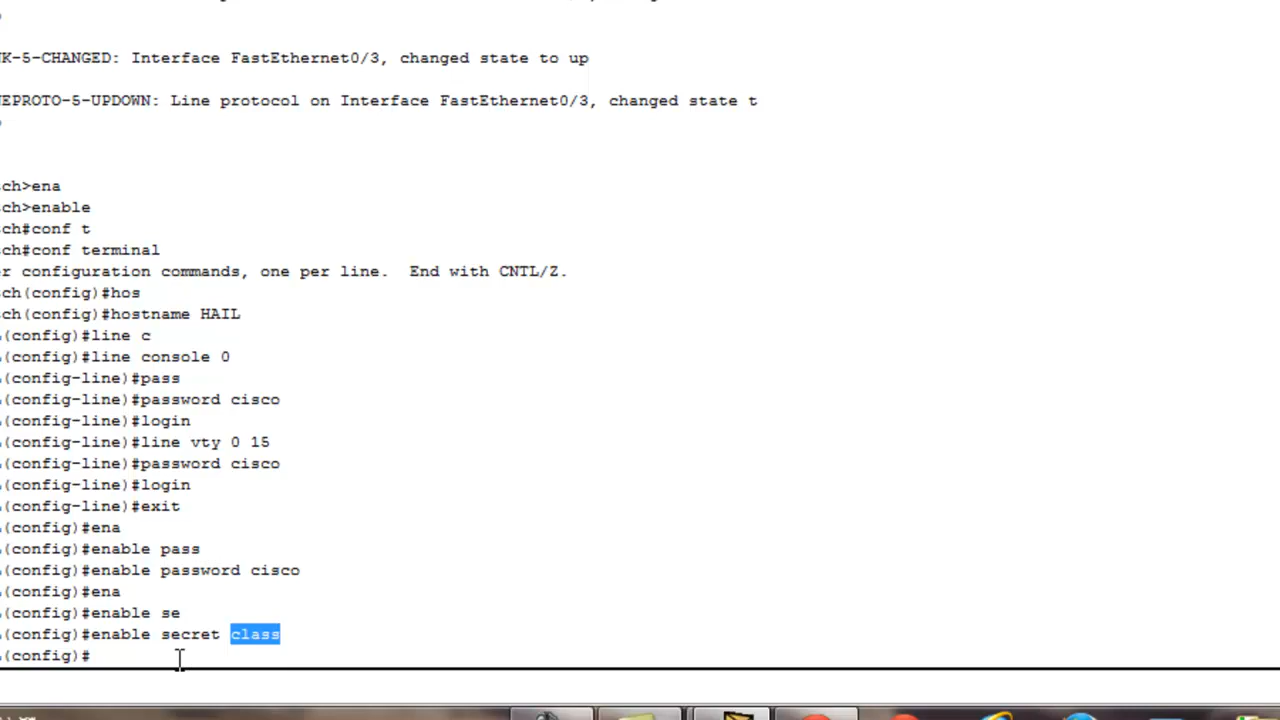 NK-5-CHANGED: Interface FastEthernet0/3, changed state to up
NEPROTO-5-UPDOWN: Line protocol on Interface FastEthernet0/3, changed state t
ch>ena
ch>enable
ch#conf t
ch#conf terminal
r configuration commands, one per line.  End with CNTL/Z.
ch(config)#hos
ch(config)#hostname HAIL
(config)#line c
(config)#line console 0
(config-line)#pass
(config-line)#password cisco
(config-line)#login
(config-line)#line vty 0 15
(config-line)#password cisco
(config-line)#login
(config-line)#exit
(config)#ena
(config)#enable pass
(config)#enable password cisco
(config)#ena
(config)#enable se
(config)#enable secret class
(config)#